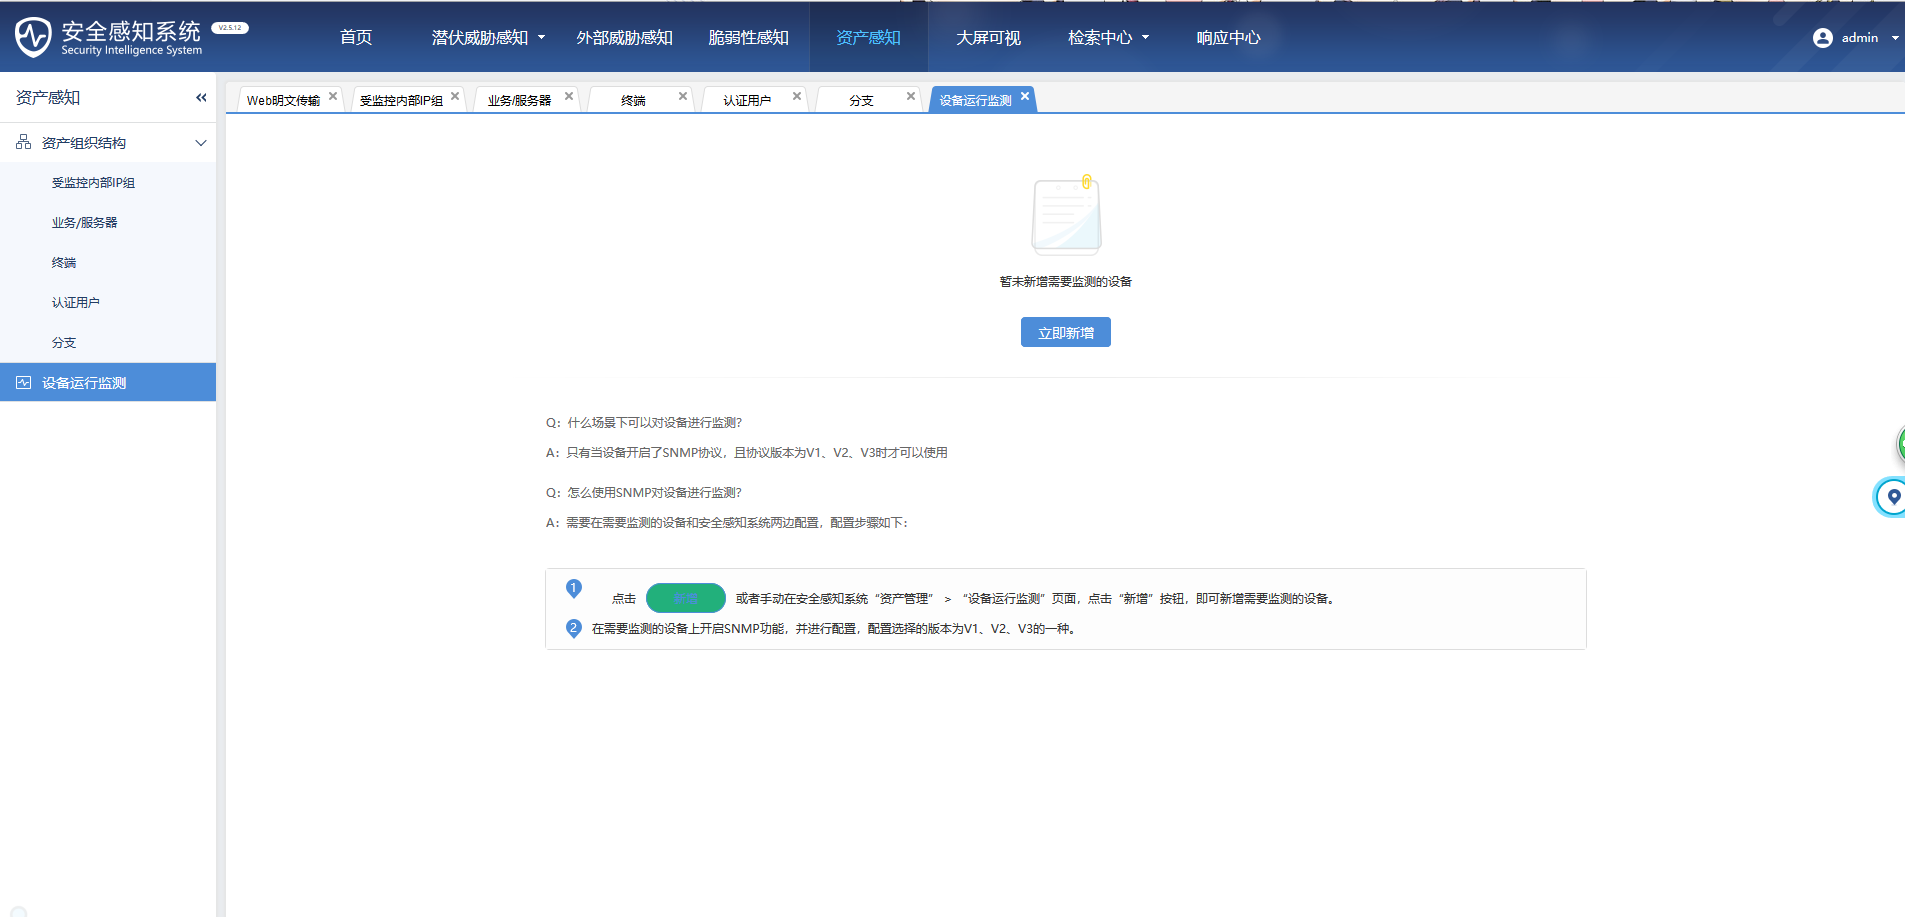 安全感知系统 V2.5.12
Security Intelligence System
首页
潜伏威胁感知
外部威胁感知
脆弱性感知
资产感知
大屏可视
检索中心
响应中心
admin
资产感知
资产组织结构
受监控内部IP组
业务/服务器
终端
认证用户
分支
设备运行监测
Web明文传输
受监控内部IP组
业务/服务器
终端
认证用户
分支
设备运行监测
暂未新增需要监测的设备
立即新增
Q：什么场景下可以对设备进行监测？
A：只有当设备开启了SNMP协议，且协议版本为V1、V2、V3时才可以使用
Q：怎么使用SNMP对设备进行监测？
A：需要在需要监测的设备和安全感知系统两边配置，配置步骤如下：
1 点击 或者手动在安全感知系统“资产管理” > “设备运行监测”页面，点击“新增”按钮，即可新增需要监测的设备。
2 在需要监测的设备上开启SNMP功能，并进行配置，配置选择的版本为V1、V2、V3的一种。